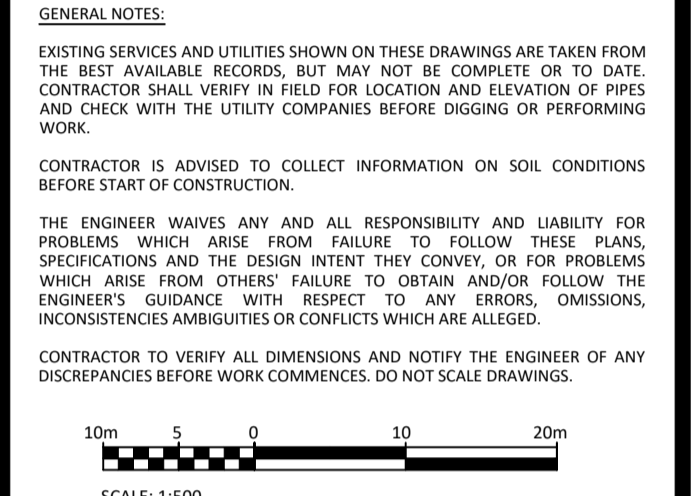 GENERAL NOTES:
EXISTING SERVICES AND UTILITIES SHOWN ON THESE DRAWINGS ARE TAKEN FROM
THE BEST AVAILABLE RECORDS, BUT MAY NOT BE COMPLETE OR TO DATE.
CONTRACTOR SHALL VERIFY IN FIELD FOR LOCATION AND ELEVATION OF PIPES
AND CHECK WITH THE UTILITY COMPANIES BEFORE DIGGING OR PERFORMING
WORK.
CONTRACTOR IS ADVISED TO COLLECT INFORMATION ON SOIL CONDITIONS
BEFORE START OF CONSTRUCTION.
THE ENGINEER WAIVES ANY AND ALL RESPONSIBILITY AND LIABILITY FOR
PROBLEMS WHICH ARISE FROM FAILURE TO FOLLOW THESE PLANS,
SPECIFICATIONS AND THE DESIGN INTENT THEY CONVEY, OR FOR PROBLEMS
WHICH ARISE FROM OTHERS' FAILURE TO OBTAIN AND/OR FOLLOW THE
ENGINEER'S GUIDANCE WITH RESPECT TO ANY ERRORS, OMISSIONS,
INCONSISTENCIES AMBIGUITIES OR CONFLICTS WHICH ARE ALLEGED.
CONTRACTOR TO VERIFY ALL DIMENSIONS AND NOTIFY THE ENGINEER OF ANY
DISCREPANCIES BEFORE WORK COMMENCES. DO NOT SCALE DRAWINGS.
10m 5 0 10 20m
SCALE: 1:500